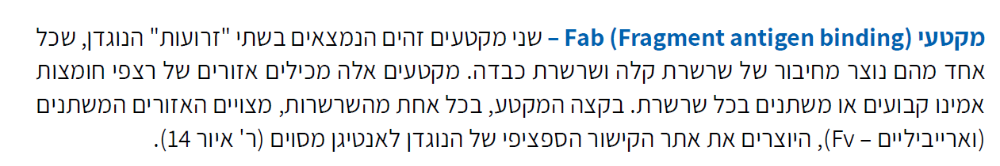 מקטעי Fab (Fragment antigen binding) – שני מקטעים זהים הנמצאים בשתי "זרועות" הנוגדן, שכל
אחד מהם נוצר מחיבור של שרשרת קלה ושרשרת כבדה. מקטעים אלה מכילים אזורים של רצפי חומצות
אמינו קבועים או משתנים בכל שרשרת. בקצה המקטע, בכל אחת מהשרשרות, מצויים האזורים המשתנים
(וארייביליים – Fv), היוצרים את אתר הקישור הספציפי של הנוגדן לאנטיגן מסוים (ר' איור 14).